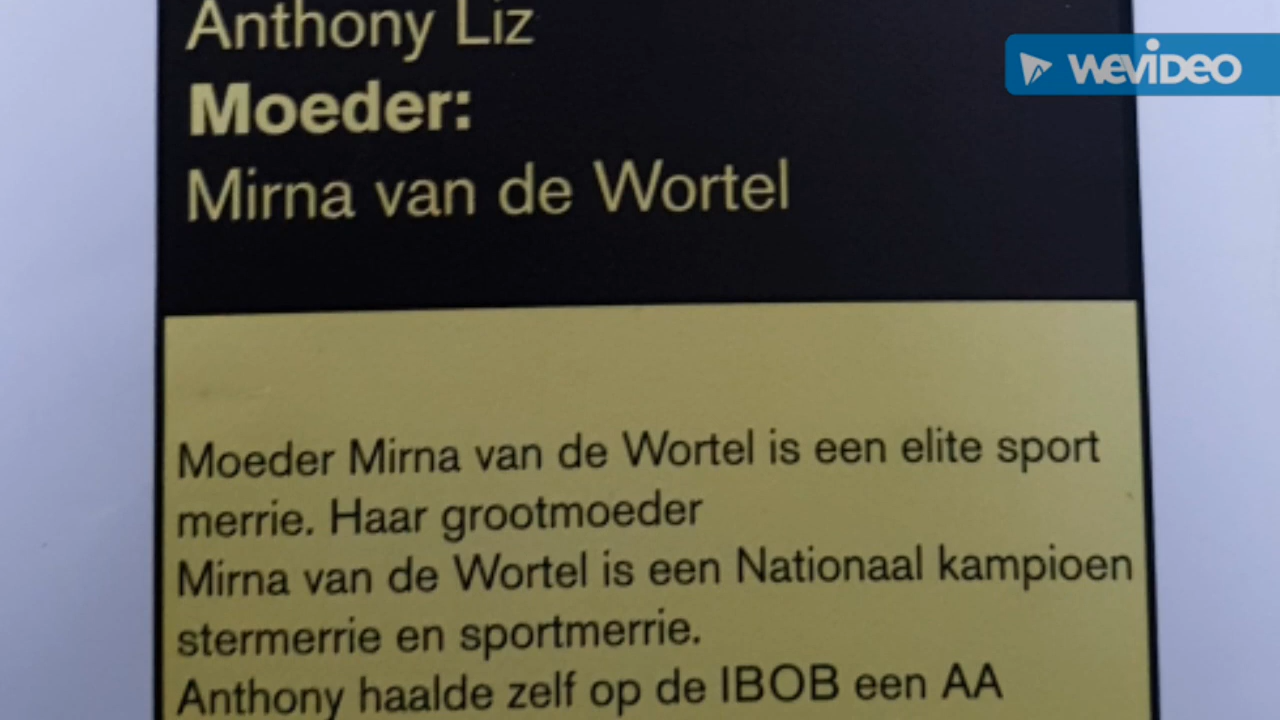 Anthony Liz
Moeder:
Mirna van de Wortel
WEVIDEO
Moeder Mirna van de Wortel is een elite sport
merrie. Haar grootmoeder
Mirna van de Wortel is een Nationaal kampioen
stermerrie en sportmerrie.
Anthony haalde zelf op de IBOB een AA